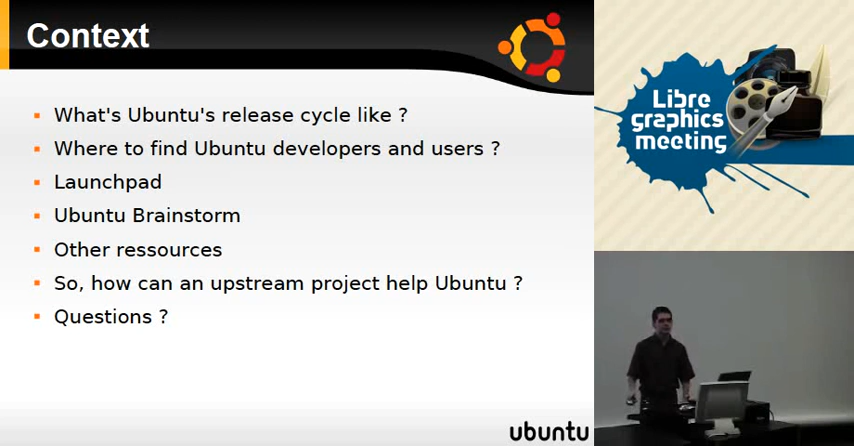 Context
What's Ubuntu's release cycle like ?
Where to find Ubuntu developers and users ?
Launchpad
Ubuntu Brainstorm
Other ressources
So, how can an upstream project help Ubuntu ?
Questions ?
ubuntu
Libre
graphics
meeting